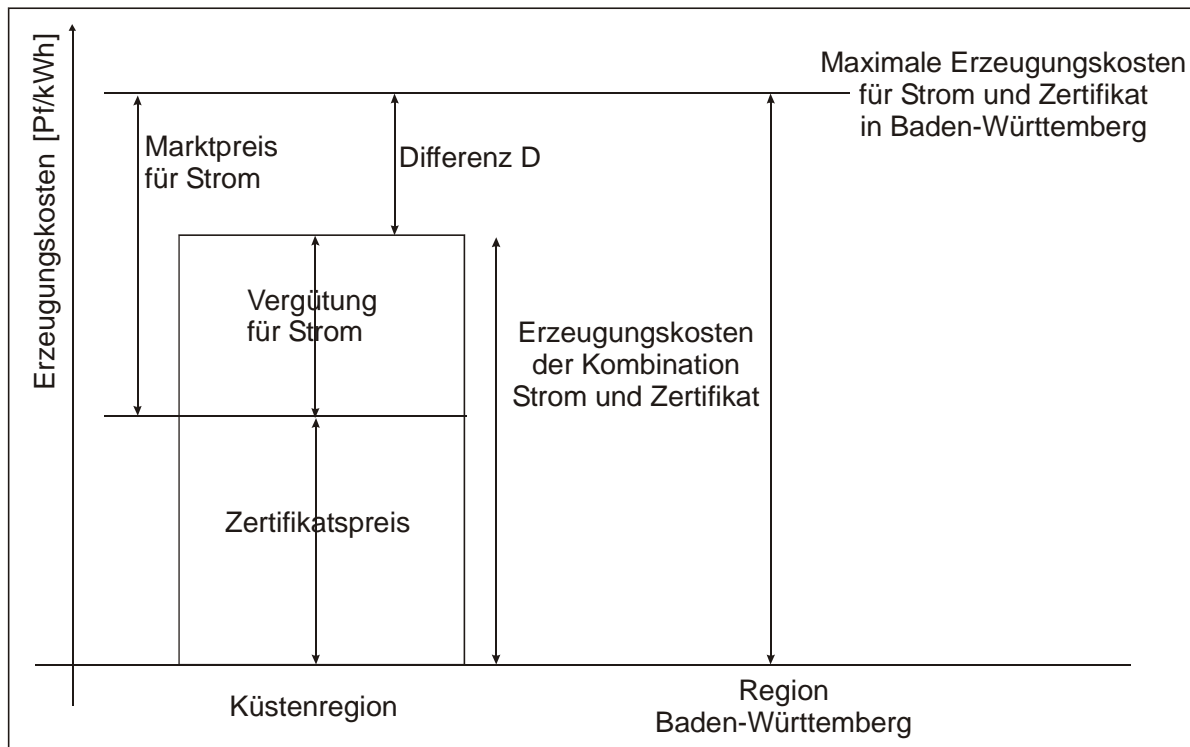 Erzeugungskosten [Pf/kWh]
Maximale Erzeugungskosten
für Strom und Zertifikat
in Baden-Württemberg
Marktpreis
für Strom
Differenz D
Vergütung
für Strom
Erzeugungskosten
der Kombination
Strom und Zertifikat
Zertifikatspreis
Küstenregion
Region
Baden-Württemberg